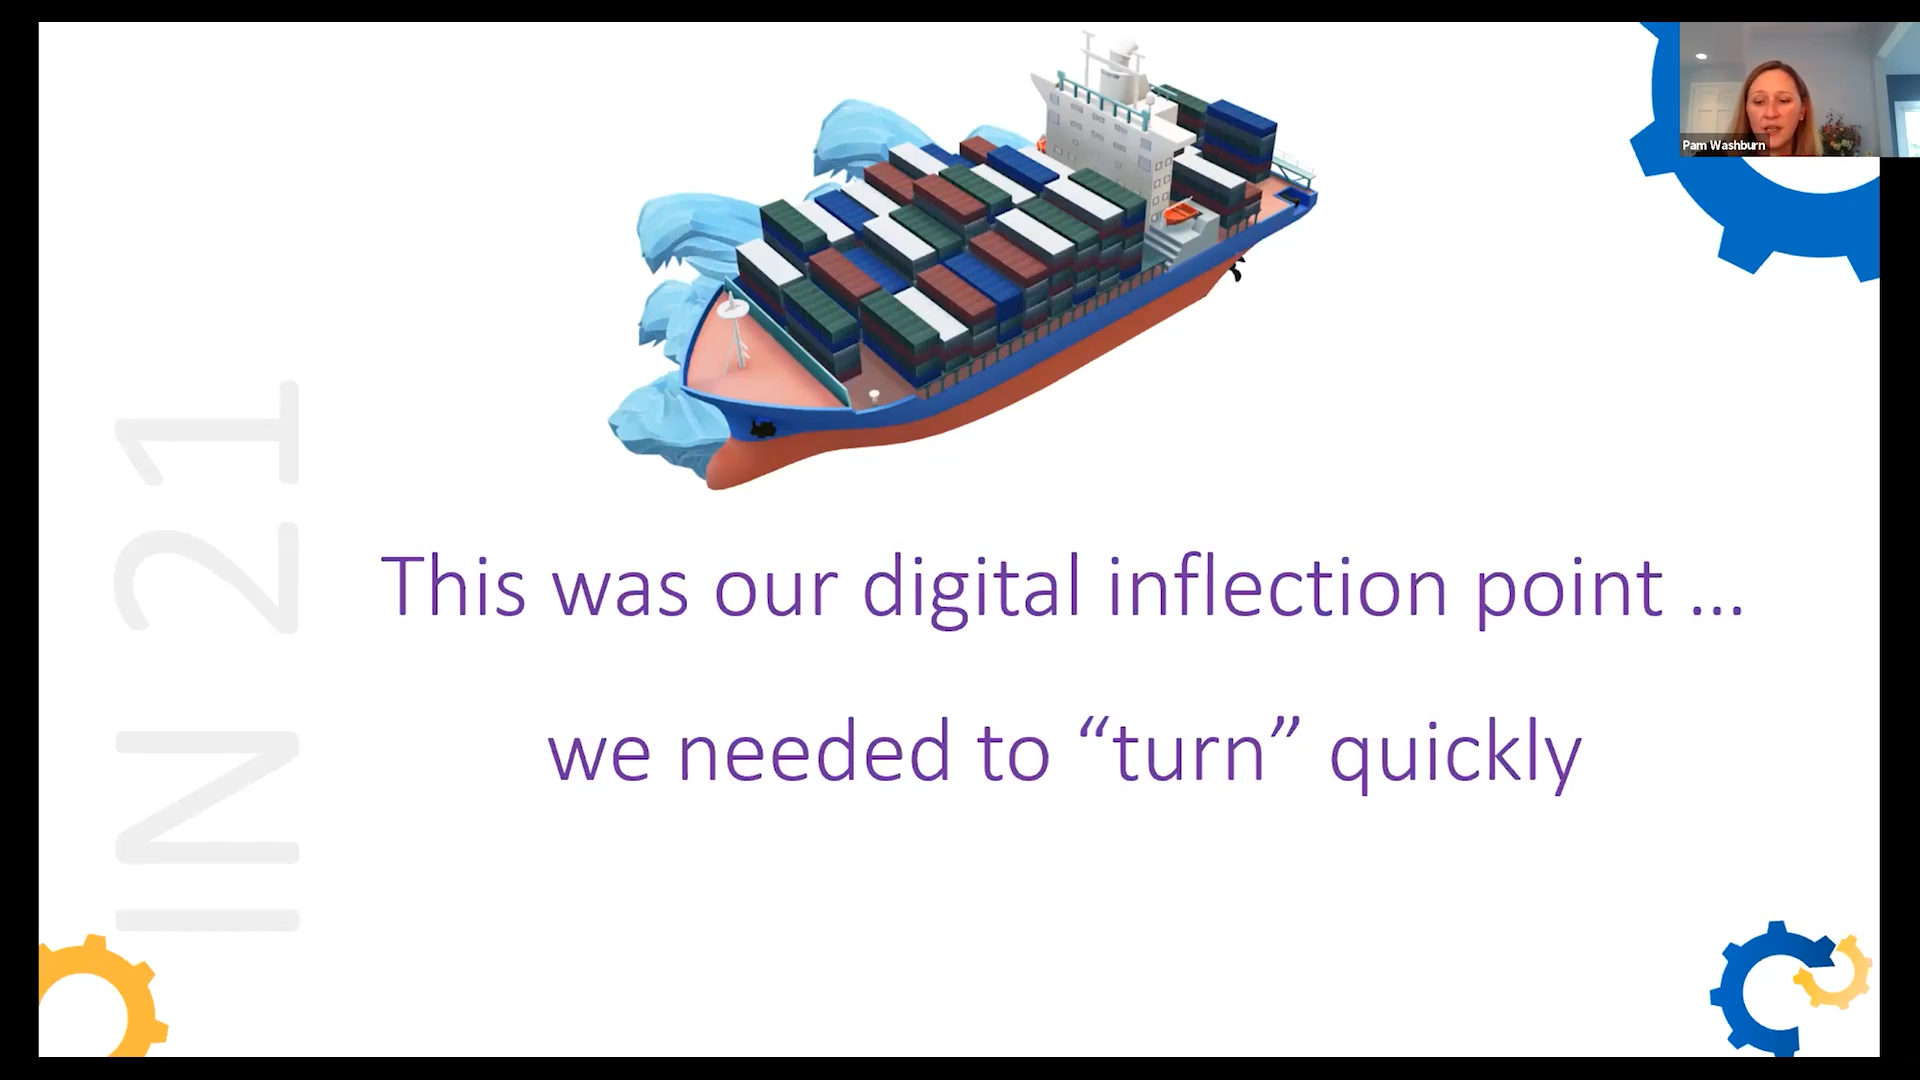 Pam Washburn
IN 21
This was our digital inflection point ...
we needed to “turn” quickly